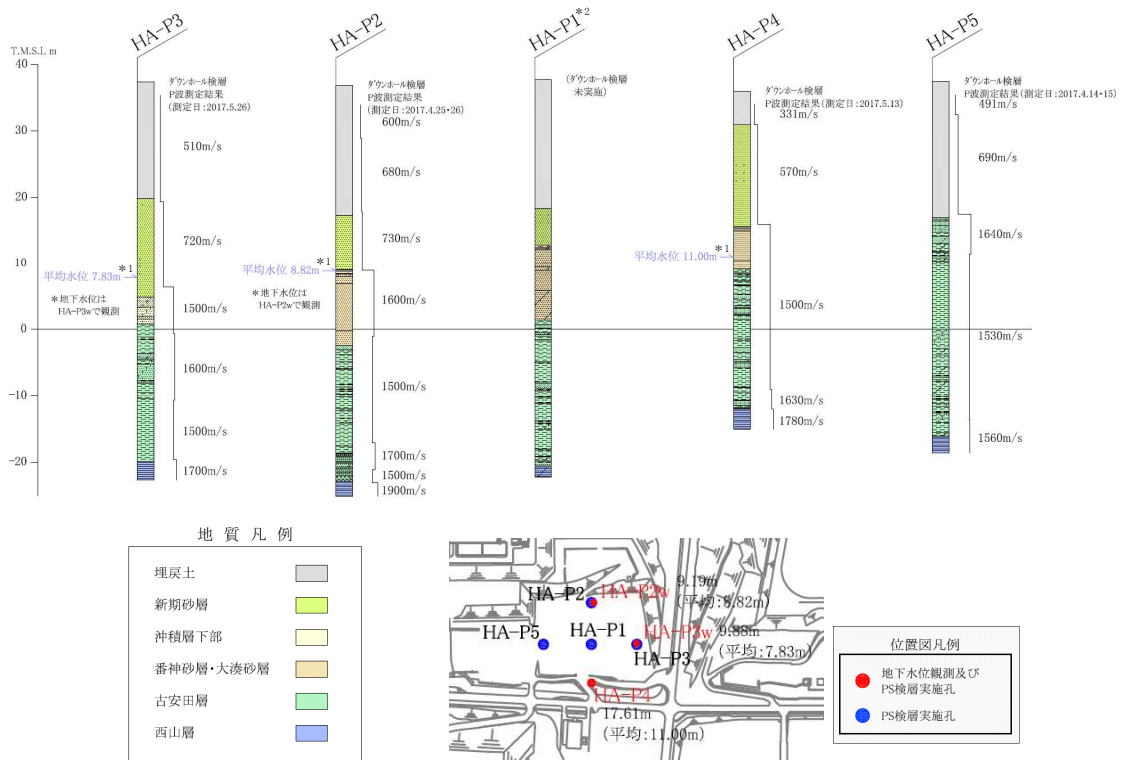 T.M.S.L m
40
30
20
10
0
-10
-20
HA-P3
ダウンホール検層
P波測定結果
(測定日:2017.5.26)
510m/s
720m/s
*1
平均水位 7.83m
*地下水位は
HA-P3wで観測
1500m/s
1600m/s
1500m/s
1700m/s
HA-P2
ダウンホール検層
P波測定結果
(測定日:2017.4.25・26)
600m/s
680m/s
730m/s
*1
平均水位 8.82m
*地下水位は
HA-P2wで観測
1600m/s
1500m/s
1700m/s
1500m/s
1900m/s
HA-P1*2
(ダウンホール検層
未実施)
HA-P4
ダウンホール検層
P波測定結果(測定日:2017.5.13)
331m/s
570m/s
*1
平均水位 11.00m
1500m/s
1630m/s
1780m/s
HA-P5
ダウンホール検層
P波測定結果(測定日:2017.4.14・15)
491m/s
690m/s
1640m/s
1530m/s
1560m/s
地質凡例
埋戻土
新期砂層
沖積層下部
番神砂層・大湊砂層
古安田層
西山層
9.19m
HA-P2 HA-P2w
(平均:8.82m)
HA-P5 HA-P1 HA-P3w 9.88m
(平均:7.83m)
HA-P3
HA-P4
17.61m
(平均:11.00m)
位置図凡例
地下水位観測及び
PS検層実施孔
PS検層実施孔